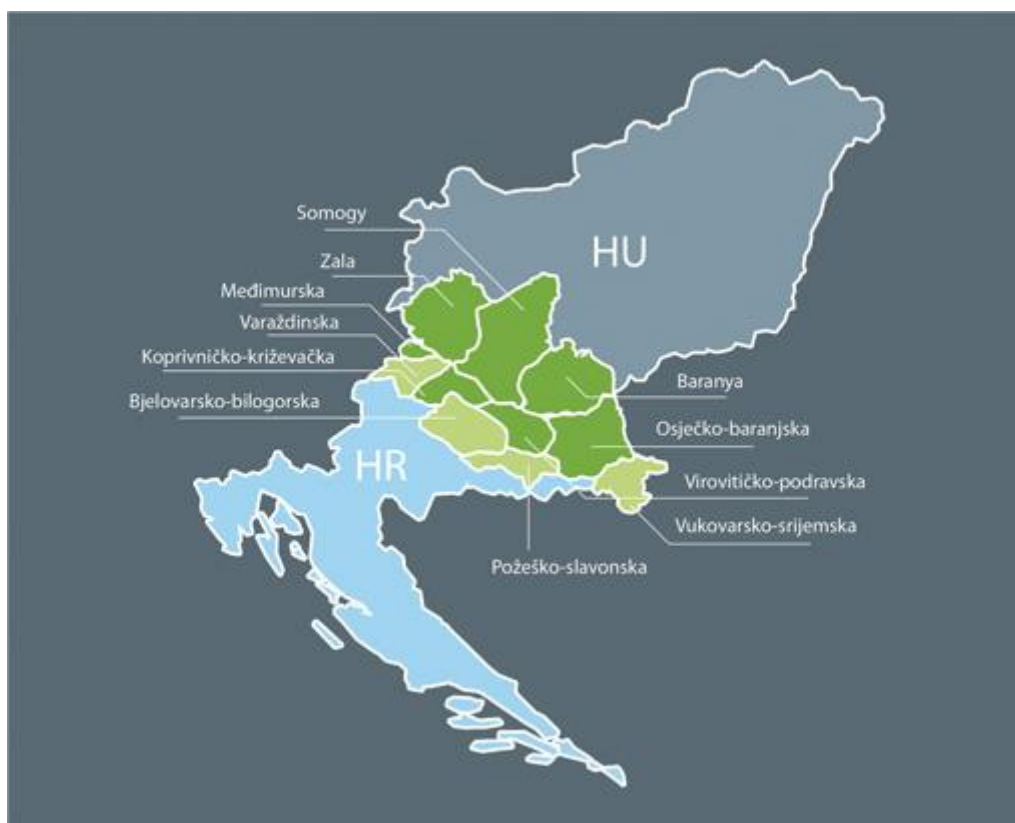 Somogy
HU
Zala
Međimurska
Varaždinska
Koprivničko-križevačka
Baranya
Bjelovarsko-bilogorska
Osječko-baranjska
HR
Virovitičko-podravska
Vukovarsko-srijemska
Požeško-slavonska